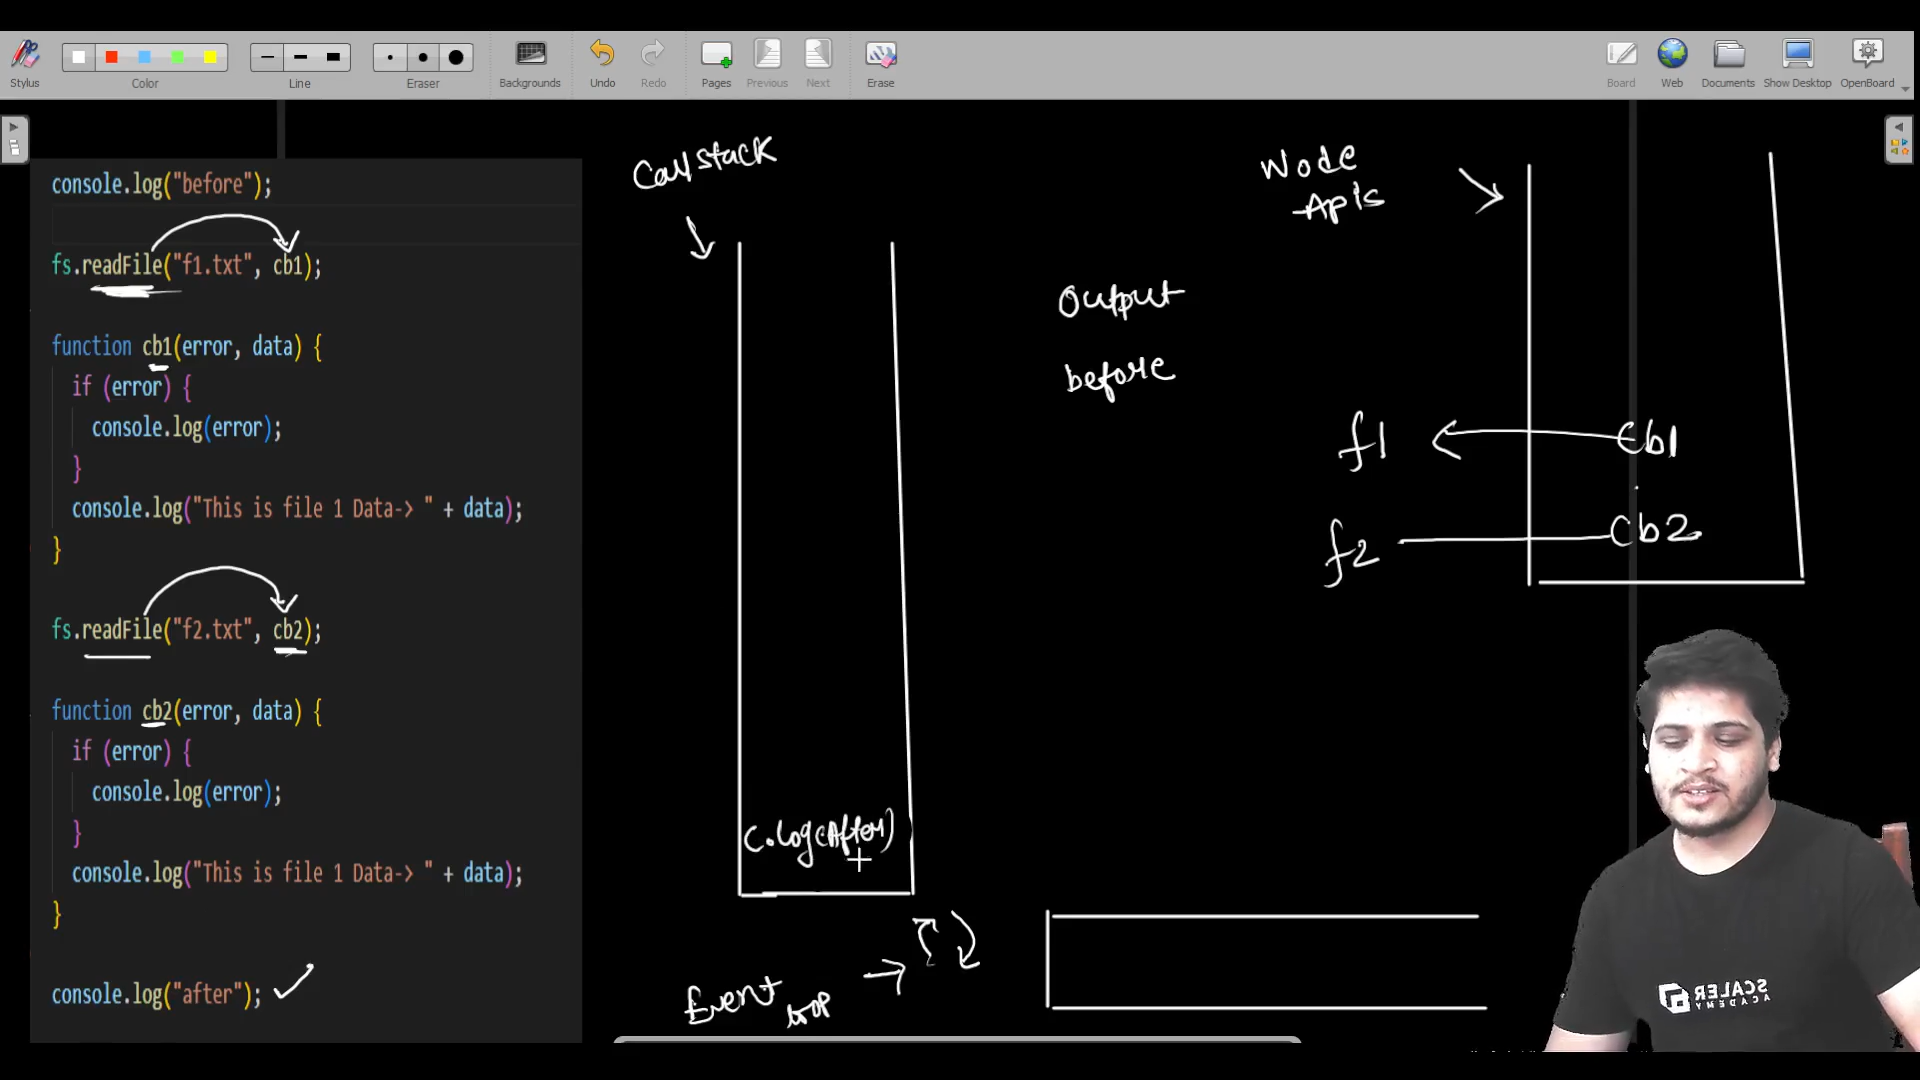 Stylus
Color
Line
Eraser
Backgrounds
Undo
Redo
Pages
Previous
Next
Erase
Board
Web
Documents
Show Desktop
OpenBoard
console.log("before");
fs.readFile("f1.txt", cb1);
function cb1(error, data) {
if (error) {
console.log(error);
}
console.log("This is file 1 Data-> " + data);
}
fs.readFile("f2.txt", cb2);
function cb2(error, data) {
if (error) {
console.log(error);
}
console.log("This is file 1 Data-> " + data);
}
console.log("after");
Call stack
C.log(After)
Event
loop
Output
before
Node
Apis
f1
cb1
f2
Cb2
SCALER
ACADEMY